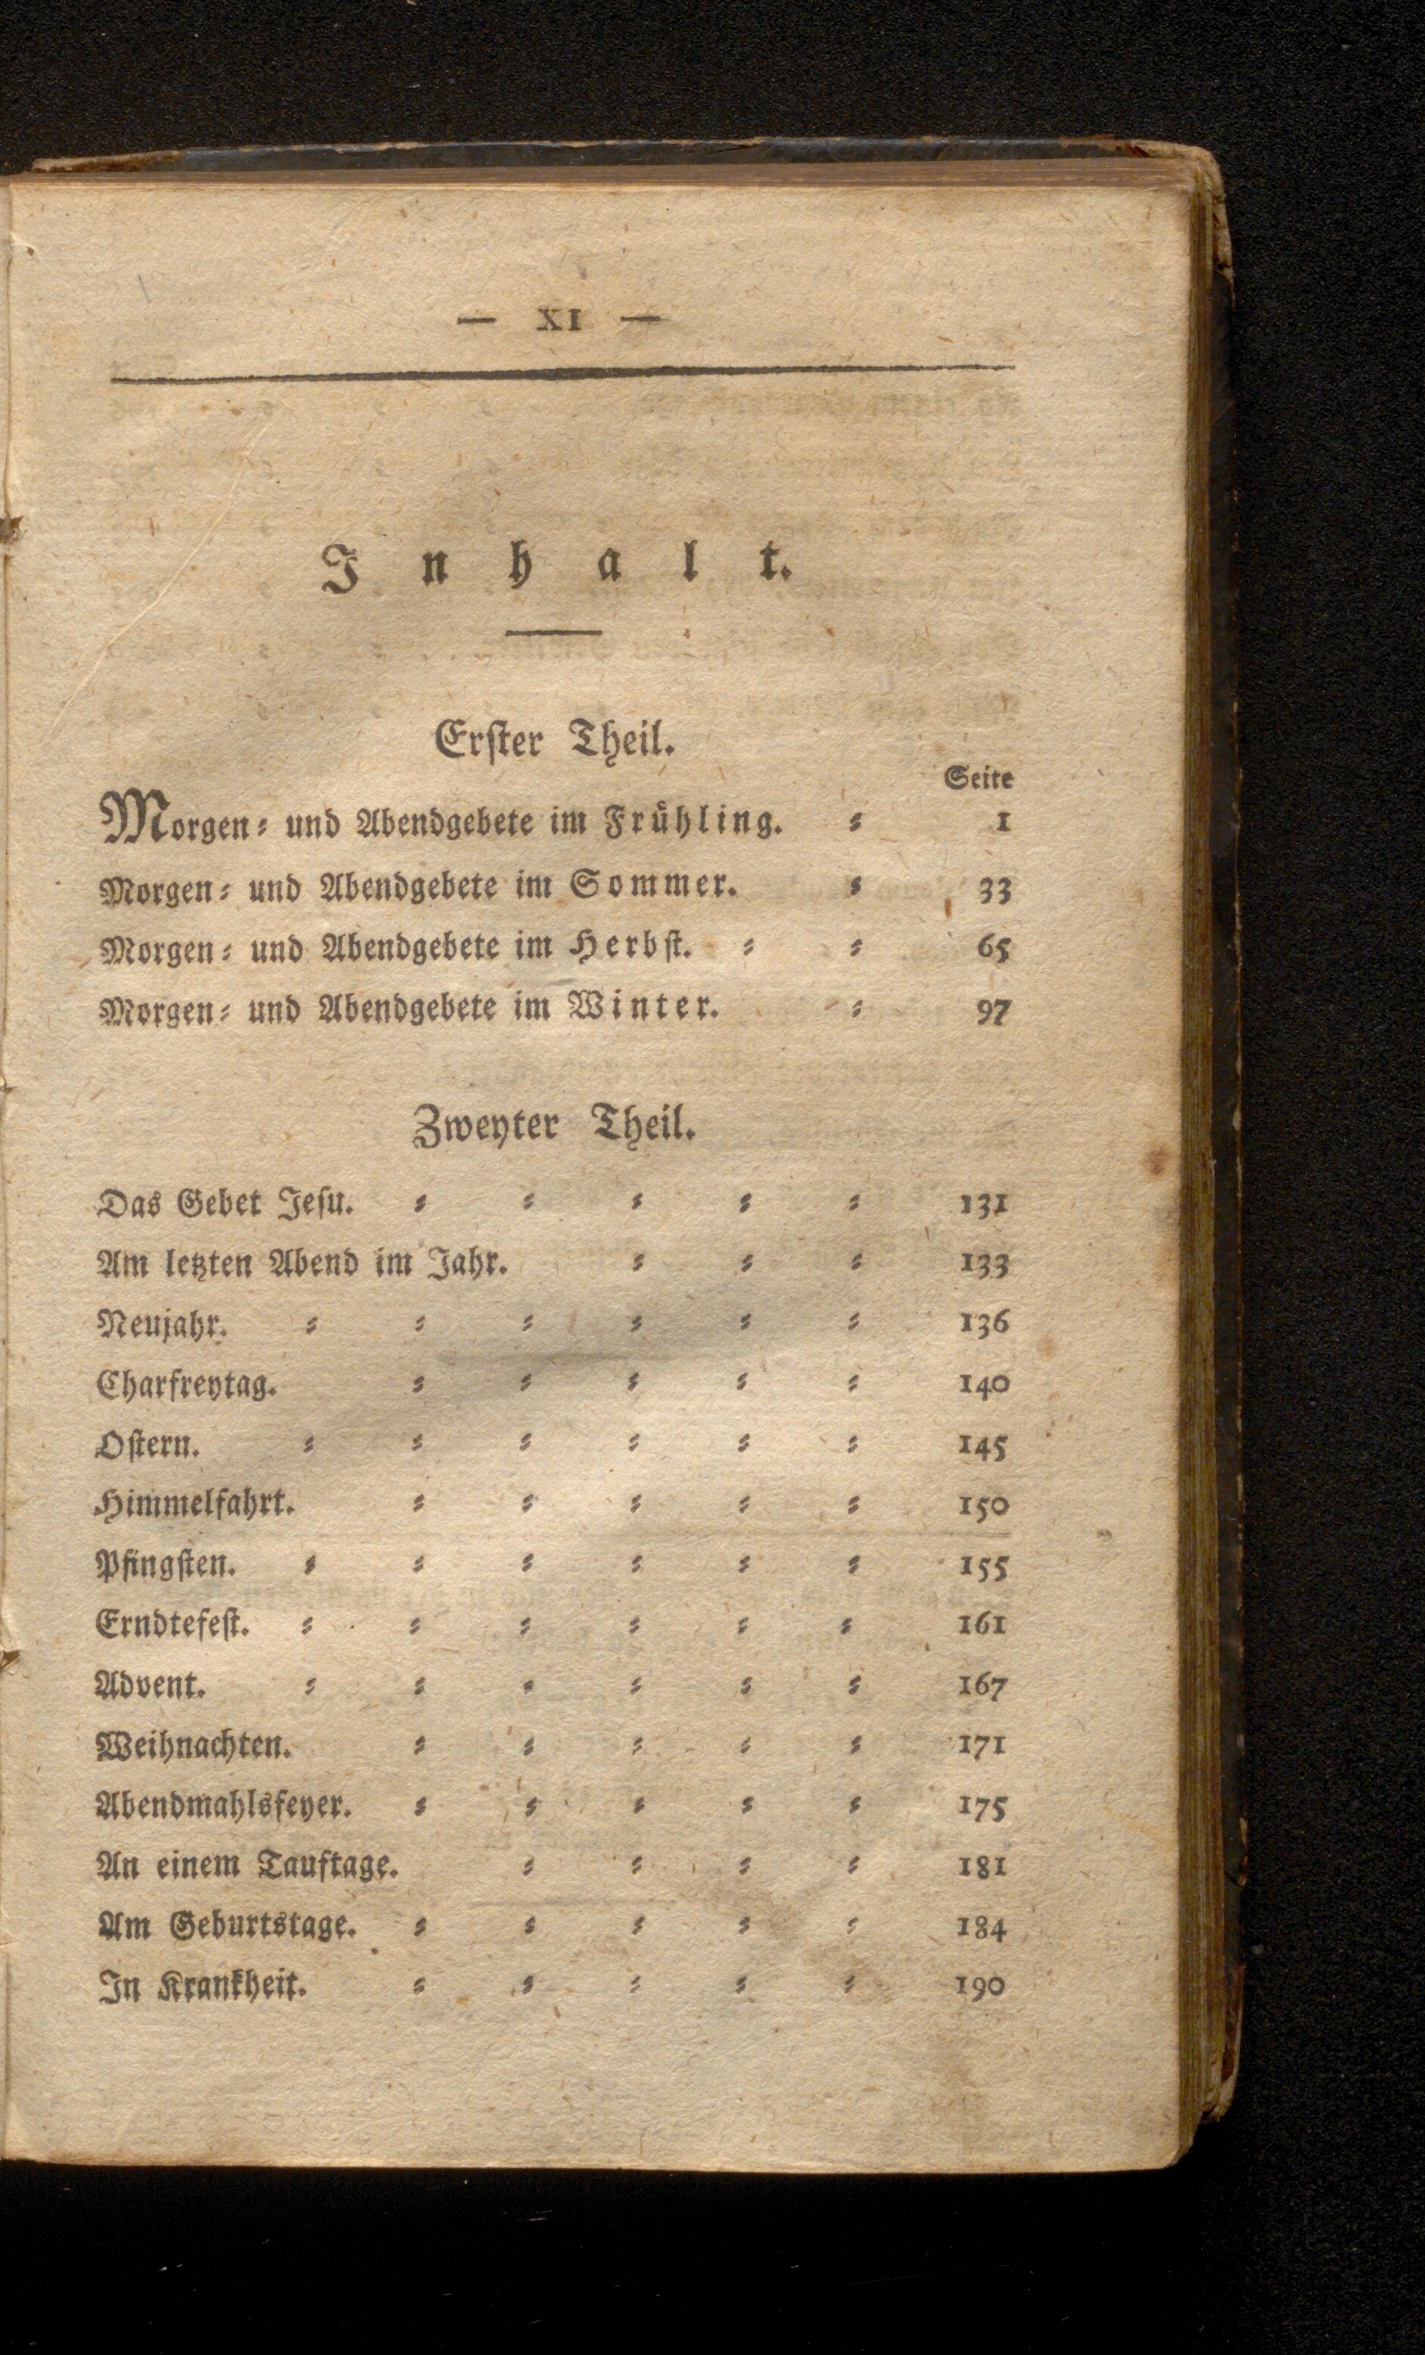 — XI —
Inhalt.
Erster Theil.
Seite
Morgen⸗ und Abendgebete im Frühling. ⸗ 1
Morgen⸗ und Abendgebete im Sommer. ⸗ 33
Morgen⸗ und Abendgebete im Herbſt. ⸗ ⸗ 65
Morgen⸗ und Abendgebete im Winter. ⸗ 97
Zweyter Theil.
Das Gebet Jeſu. ⸗ ⸗ ⸗ ⸗ ⸗ 131
Am letzten Abend im Jahr. ⸗ ⸗ ⸗ 133
Neujahr. ⸗ ⸗ ⸗ ⸗ ⸗ ⸗ 136
Charfreytag. ⸗ ⸗ ⸗ ⸗ ⸗ 140
Oſtern. ⸗ ⸗ ⸗ ⸗ ⸗ ⸗ 145
Himmelfahrt. ⸗ ⸗ ⸗ ⸗ ⸗ 150
Pfingſten. ⸗ ⸗ ⸗ ⸗ ⸗ ⸗ 155
Erndtefeſt. ⸗ ⸗ ⸗ ⸗ ⸗ ⸗ 161
Advent. ⸗ ⸗ ⸗ ⸗ ⸗ ⸗ 167
Weihnachten. ⸗ ⸗ ⸗ ⸗ ⸗ 171
Abendmahlsfeyer. ⸗ ⸗ ⸗ ⸗ ⸗ 175
An einem Tauftage. ⸗ ⸗ ⸗ ⸗ 181
Am Geburtstage. ⸗ ⸗ ⸗ ⸗ ⸗ 184
In Krankheit. ⸗ ⸗ ⸗ ⸗ ⸗ 190